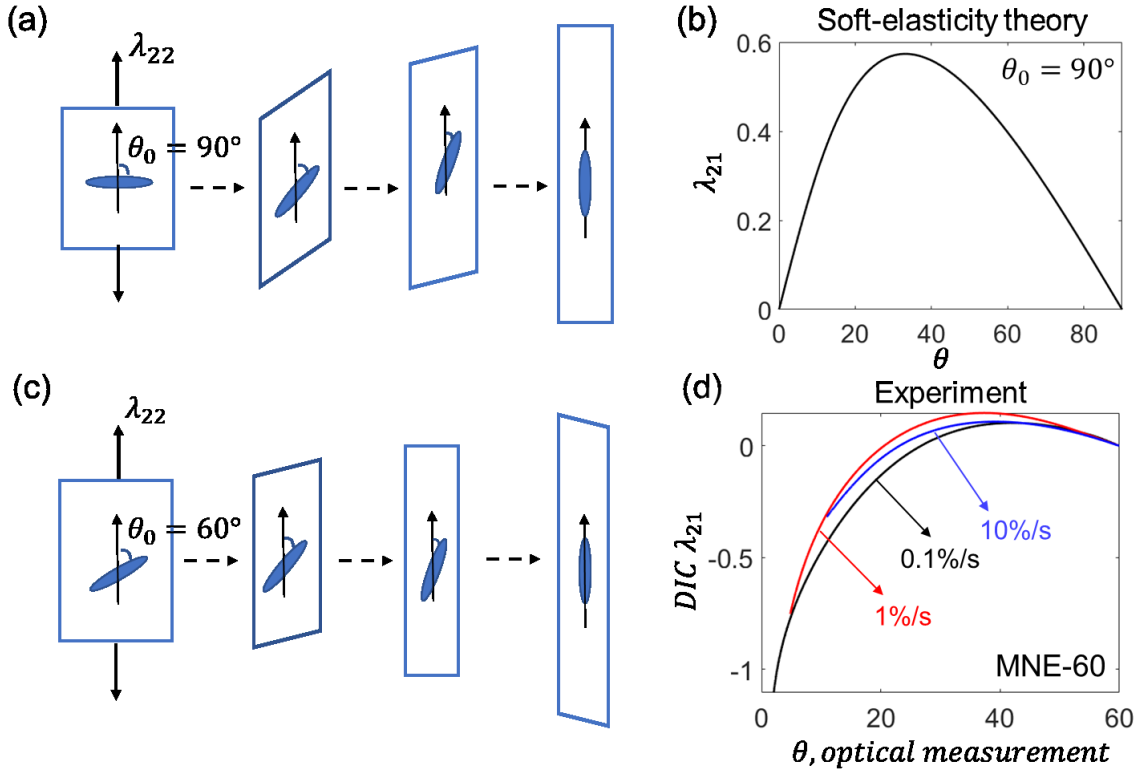 (a)
λ₂₂
θ₀ = 90°
(b)
Soft-elasticity theory
θ₀ = 90°
λ₂₁
0.6
0.4
0.2
0
0
20
40
60
80
θ
(c)
λ₂₂
θ₀ = 60°
(d)
Experiment
DIC λ₂₁
0
-0.5
-1
10%/s
0.1%/s
1%/s
MNE-60
0
20
40
60
θ, optical measurement